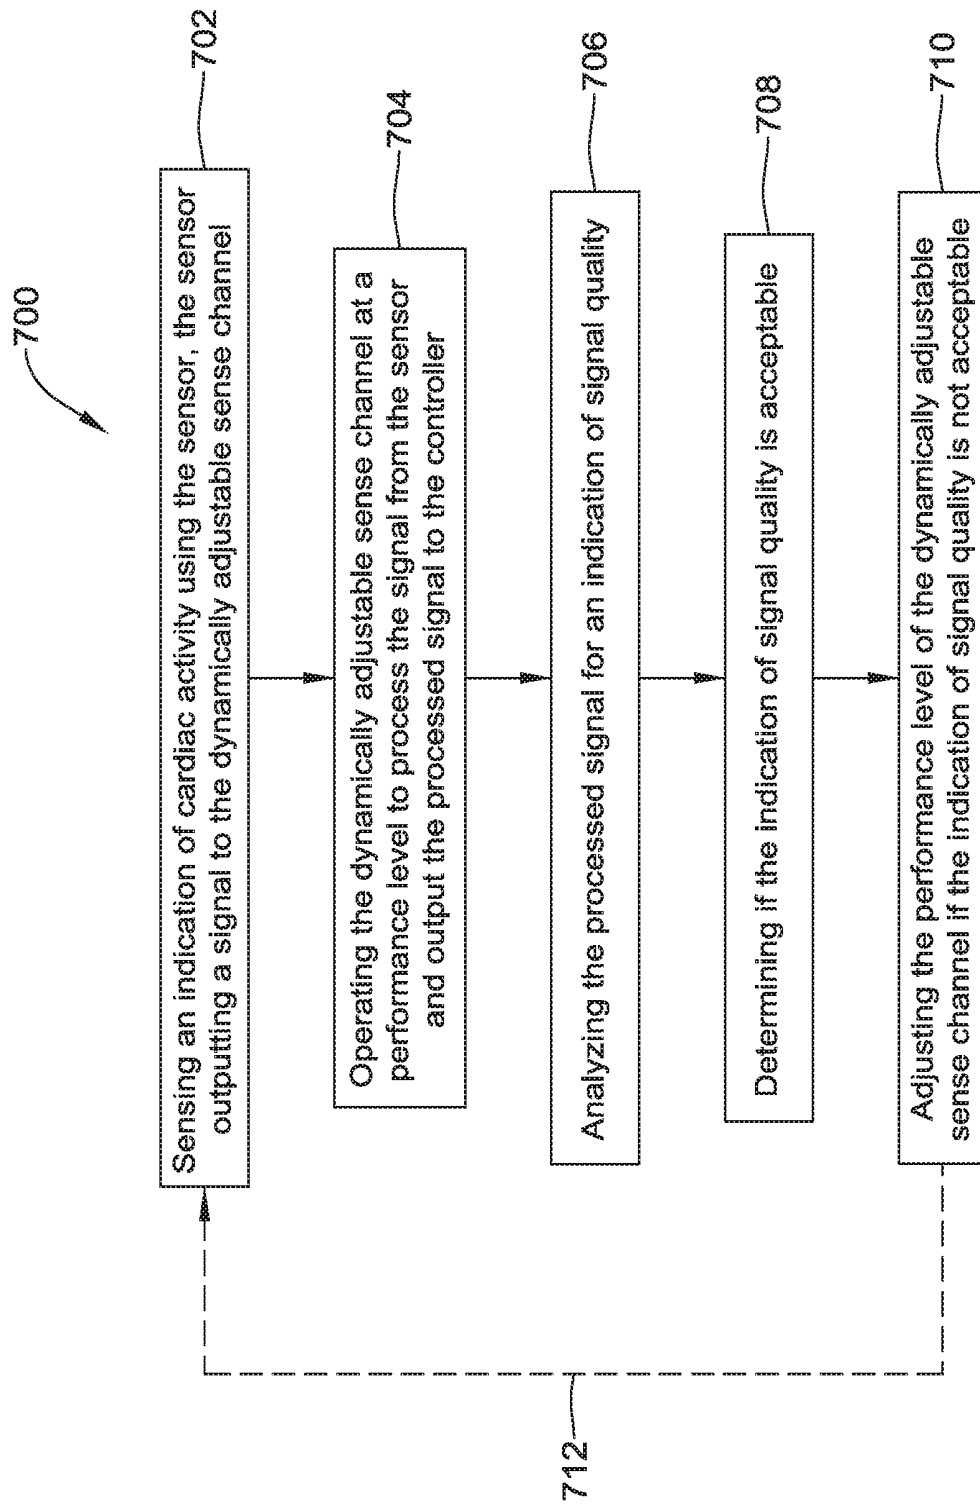 700
Sensing an indication of cardiac activity using the sensor, the sensor
outputting a signal to the dynamically adjustable sense channel
702
Operating the dynamically adjustable sense channel at a
performance level to process the signal from the sensor
and output the processed signal to the controller
704
Analyzing the processed signal for an indication of signal quality
706
Determining if the indication of signal quality is acceptable
708
Adjusting the performance level of the dynamically adjustable
sense channel if the indication of signal quality is not acceptable
710
712